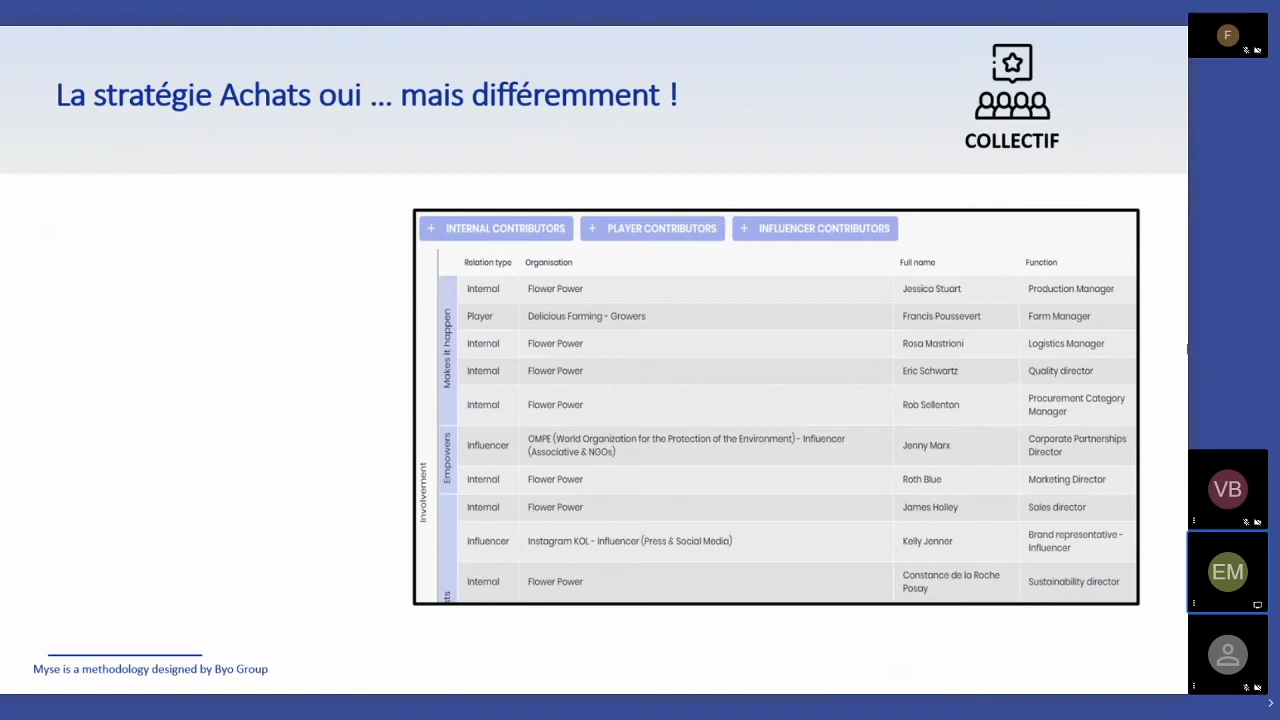 La stratégie Achats oui ... mais différemment !
COLLECTIF
F
+ INTERNAL CONTRIBUTORS + PLAYER CONTRIBUTORS + INFLUENCER CONTRIBUTORS
Relation type Organisation Full name Function
Involvement
Makes it happen
Internal Flower Power Jessica Stuart Production Manager
Player Delicious Farming - Growers Francis Poussevert Farm Manager
Internal Flower Power Rosa Mastrioni Logistics Manager
Internal Flower Power Eric Schwartz Quality director
Internal Flower Power Rob Sellenton Procurement Category
Manager
Empowers
Influencer OMPE (World Organization for the Protection of the Environment) - Influencer
(Associative & NGOs) Jenny Marx Corporate Partnerships
Director
Internal Flower Power Roth Blue Marketing Director
sts
Internal Flower Power James Holley Sales director
Influencer Instagram KOL - Influencer (Press & Social Media) Kelly Jenner Brand representative -
Influencer
Internal Flower Power Constance de la Roche
Posay Sustainability director
VB
EM
Myse is a methodology designed by Byo Group